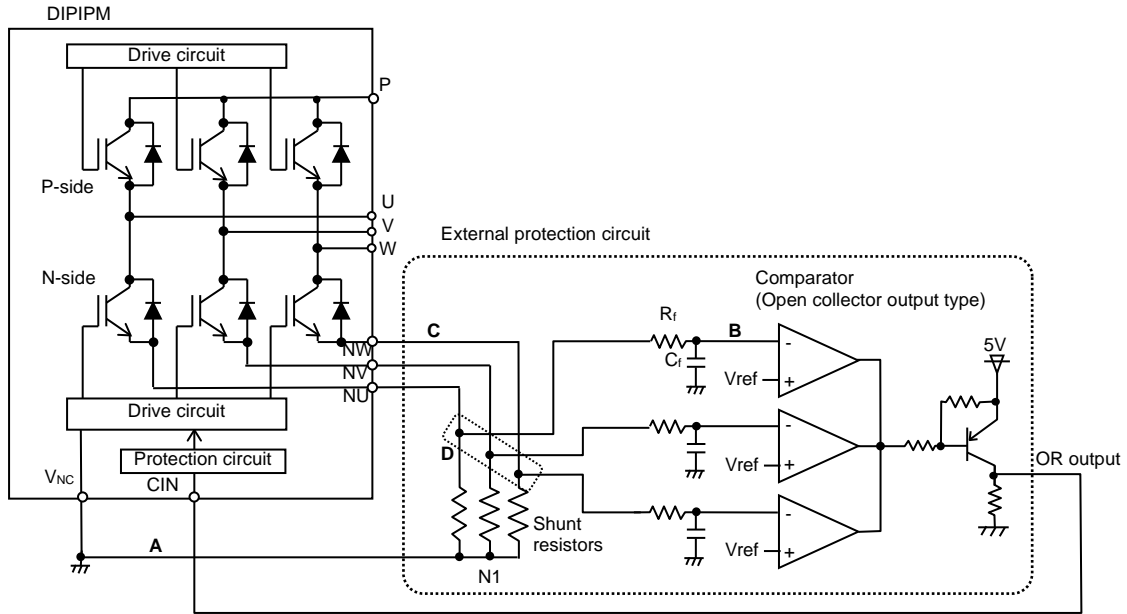 DIPIPM
Drive circuit
P
P-side
U
V
W
N-side
External protection circuit
Comparator
(Open collector output type)
C
Rf
B
5V
NW
NV
NU
Cf
-
Vref
+
Drive circuit
D
-
Vref
+
Protection circuit
OR output
VNC
CIN
Shunt
resistors
-
Vref
+
A
N1